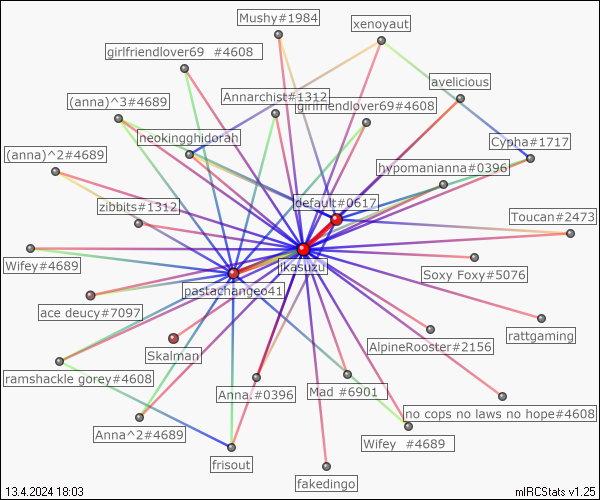 Mushy#1984
xenoyaut
girlfriendlover69 #4608
avelicious
(anna)^3#4689
Annarchist#1312
girlfriendlover69#4608
neokingghidorah
Cypha#1717
(anna)^2#4689
hypomanianna#0396
zibbits#1312
default#0617
Toucan#2473
Wifey#4689
jkasuzu
Soxy Foxy#5076
pastachangeo41
ace deucy#7097
rattgaming
AlpineRooster#2156
Skalman
ramshackle gorey#4608
Anna.#0396
Mad #6901
no cops no laws no hope#4608
Anna^2#4689
Wifey #4689
frisout
fakedingo
13.4.2024 18:03
mIRCStats v1.25